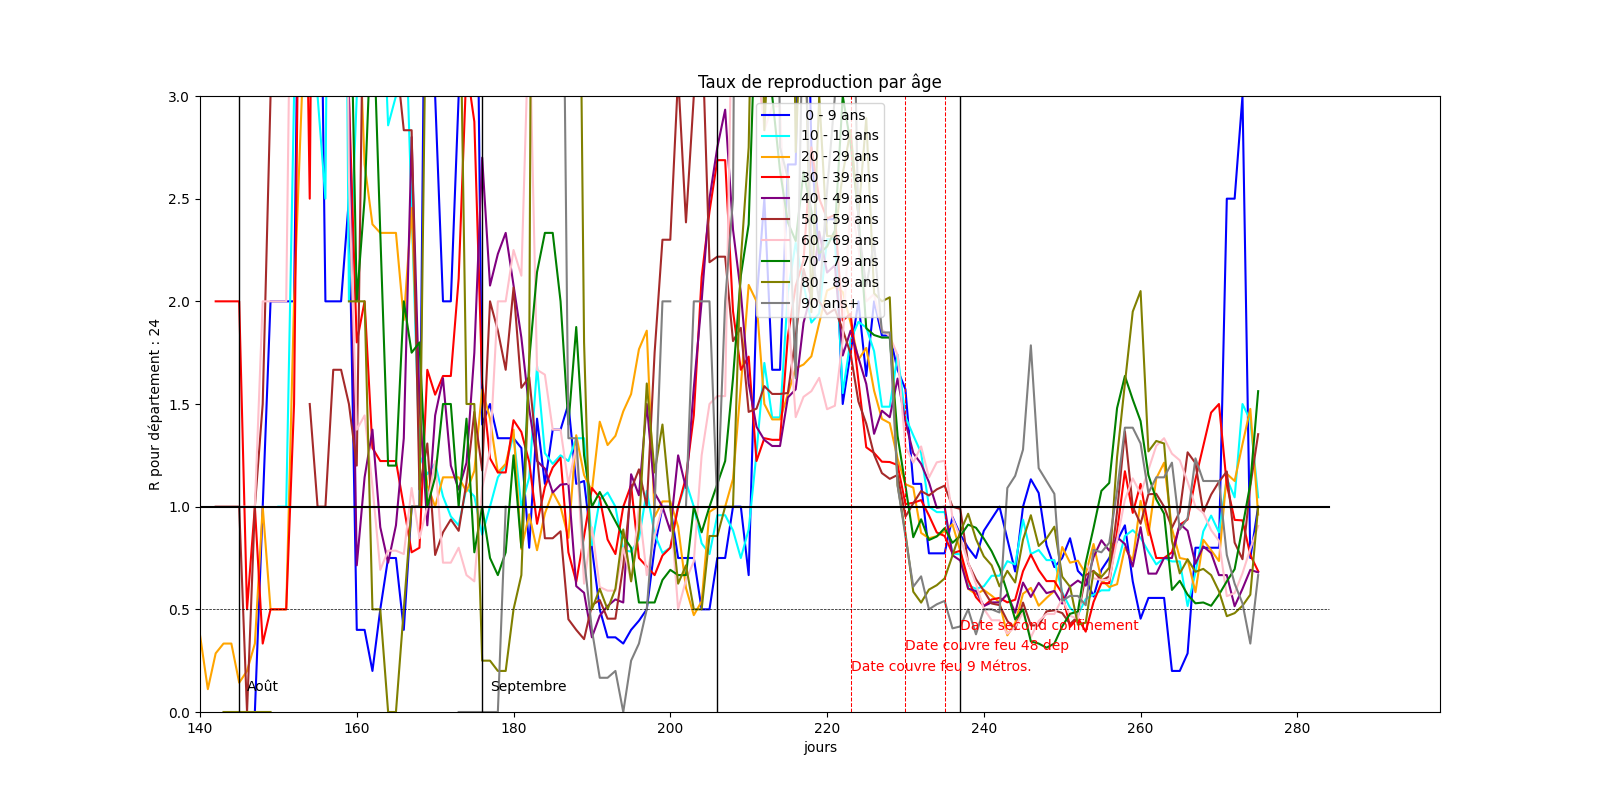 Taux de reproduction par âge
3.0
2.5
2.0
1.5
1.0
0.5
0.0
R pour département : 24
0 - 9 ans
10 - 19 ans
20 - 29 ans
30 - 39 ans
40 - 49 ans
50 - 59 ans
60 - 69 ans
70 - 79 ans
80 - 89 ans
90 ans+
Date second confinement
Date couvre feu 48 dep
Date couvre feu 9 Métros.
Août
Septembre
140 160 180 200 220 240 260 280
jours